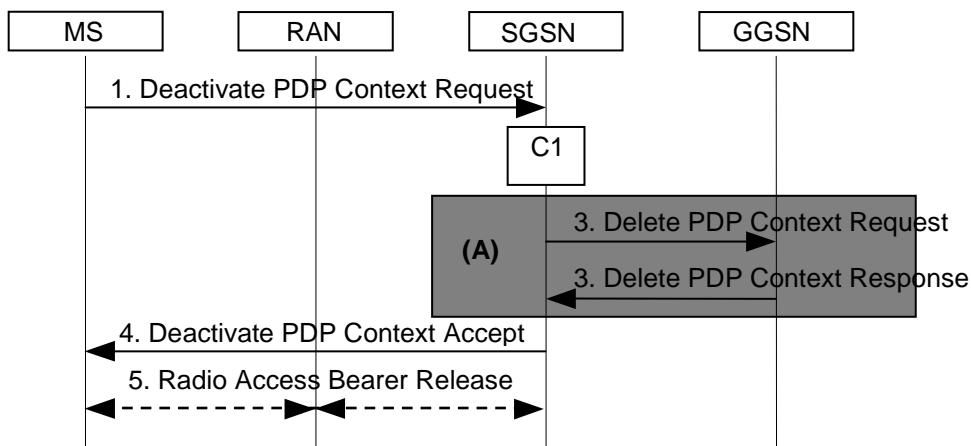 MS RAN SGSN GGSN
1. Deactivate PDP Context Request
C1
3. Delete PDP Context Request
(A)
3. Delete PDP Context Response
4. Deactivate PDP Context Accept
5. Radio Access Bearer Release